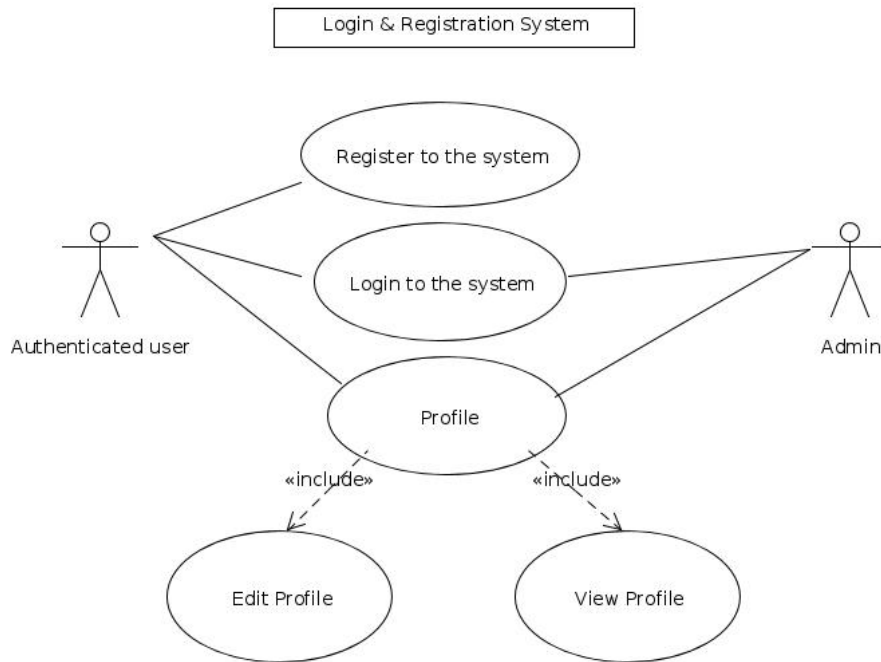 Login & Registration System
Register to the system
Login to the system
Authenticated user
Admin
Profile
«include»
«include»
Edit Profile
View Profile